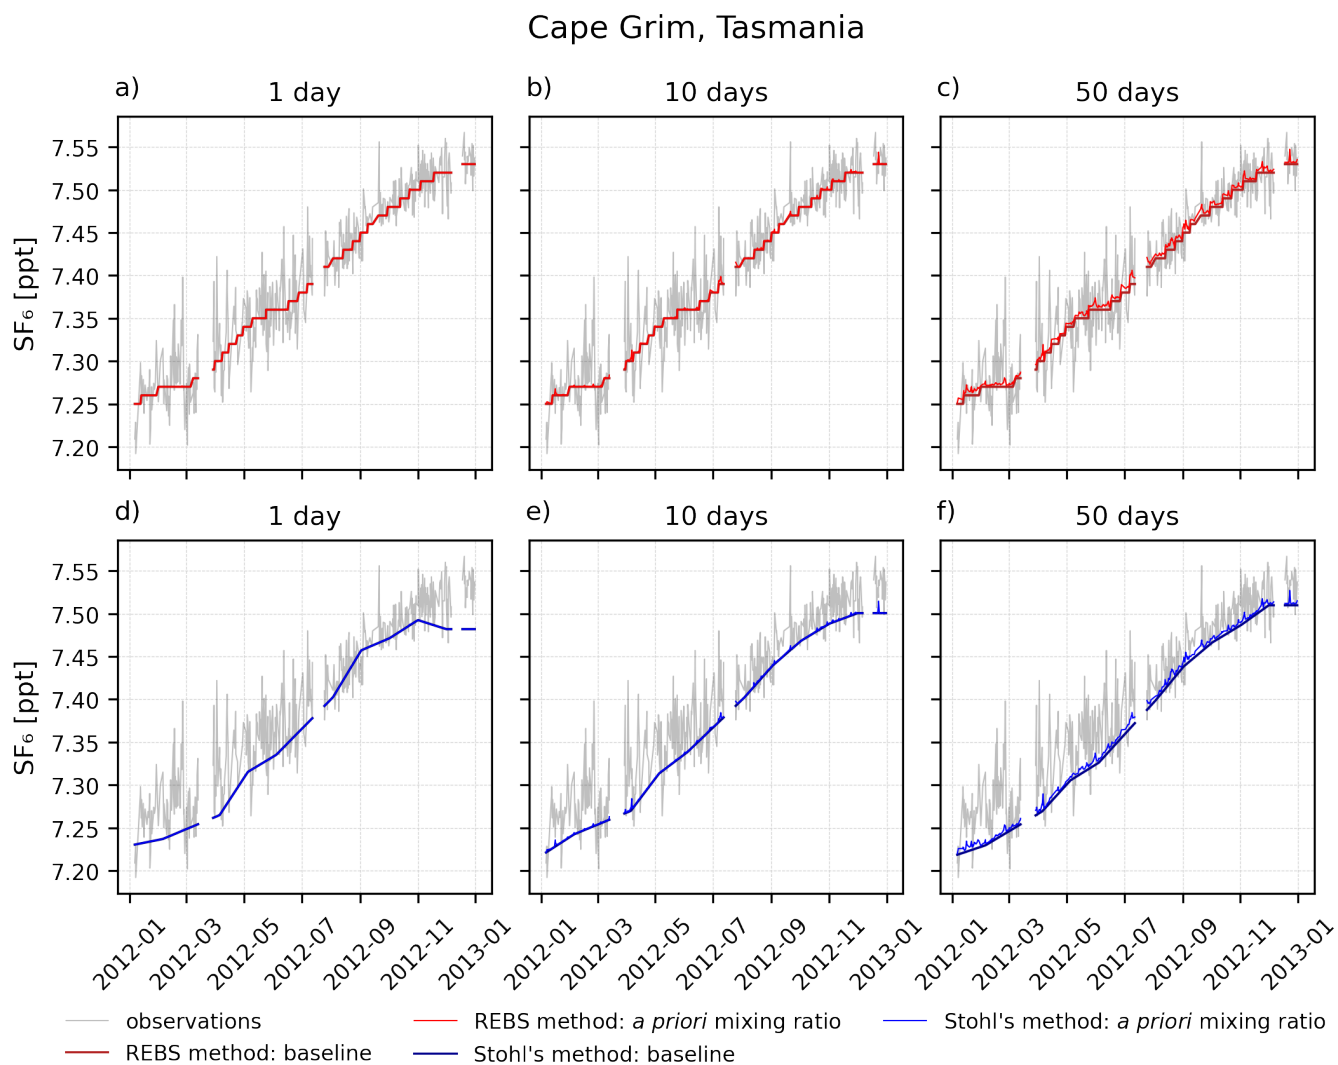 Cape Grim, Tasmania
a) 1 day
b) 10 days
c) 50 days
SF₆ [ppt]
7.55
7.50
7.45
7.40
7.35
7.30
7.25
7.20
d) 1 day
e) 10 days
f) 50 days
SF₆ [ppt]
7.55
7.50
7.45
7.40
7.35
7.30
7.25
7.20
2012-01 2012-03 2012-05 2012-07 2012-09 2012-11 2013-01
2012-01 2012-03 2012-05 2012-07 2012-09 2012-11 2013-01
2012-01 2012-03 2012-05 2012-07 2012-09 2012-11 2013-01
observations
REBS method: baseline
REBS method: a priori mixing ratio
Stohl's method: baseline
Stohl's method: a priori mixing ratio